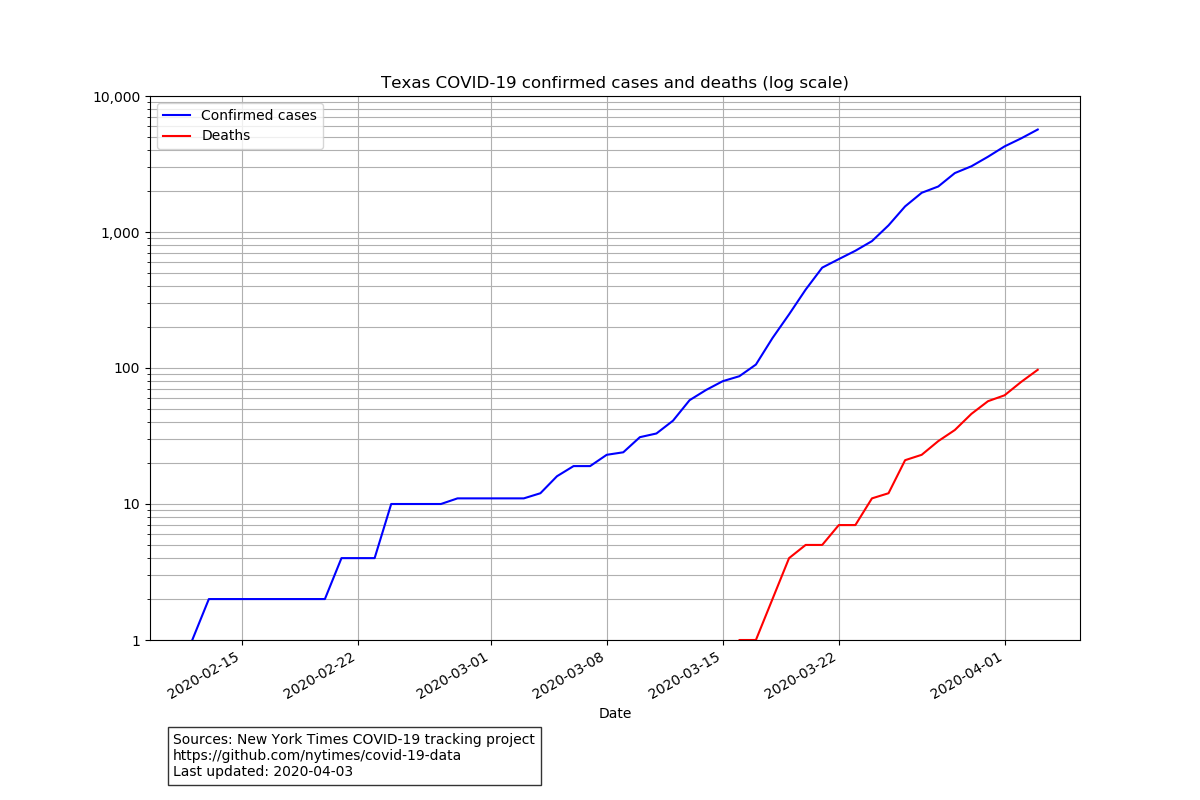 Texas COVID-19 confirmed cases and deaths (log scale)
10,000
1,000
100
10
1
Confirmed cases
Deaths
2020-02-15
2020-02-22
2020-03-01
2020-03-08
2020-03-15
2020-03-22
2020-04-01
Date
Sources: New York Times COVID-19 tracking project
https://github.com/nytimes/covid-19-data
Last updated: 2020-04-03